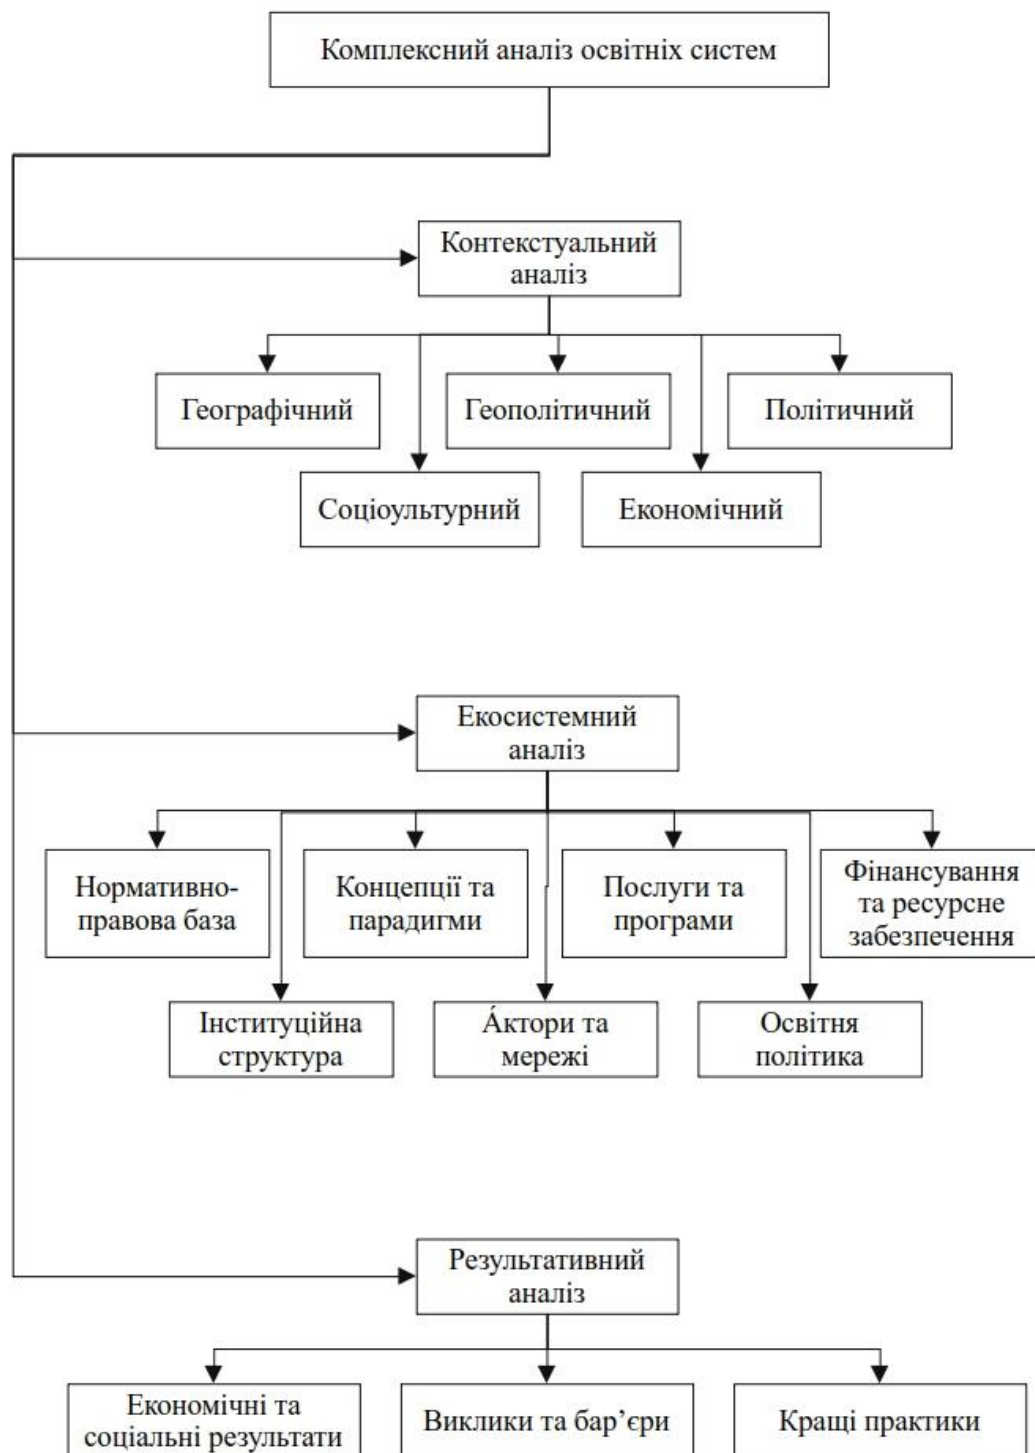 Комплексний аналіз освітніх систем
Контекстуальний
аналіз
Географічний
Геополітичний
Політичний
Соціоультурний
Економічний
Екосистемний
аналіз
Нормативно-
правова база
Концепції та
парадигми
Послуги та
програми
Фінансування
та ресурсне
забезпечення
Інституційна
структура
А́ктори та
мережі
Освітня
політика
Результативний
аналіз
Економічні та
соціальні результати
Виклики та бар’єри
Кращі практики